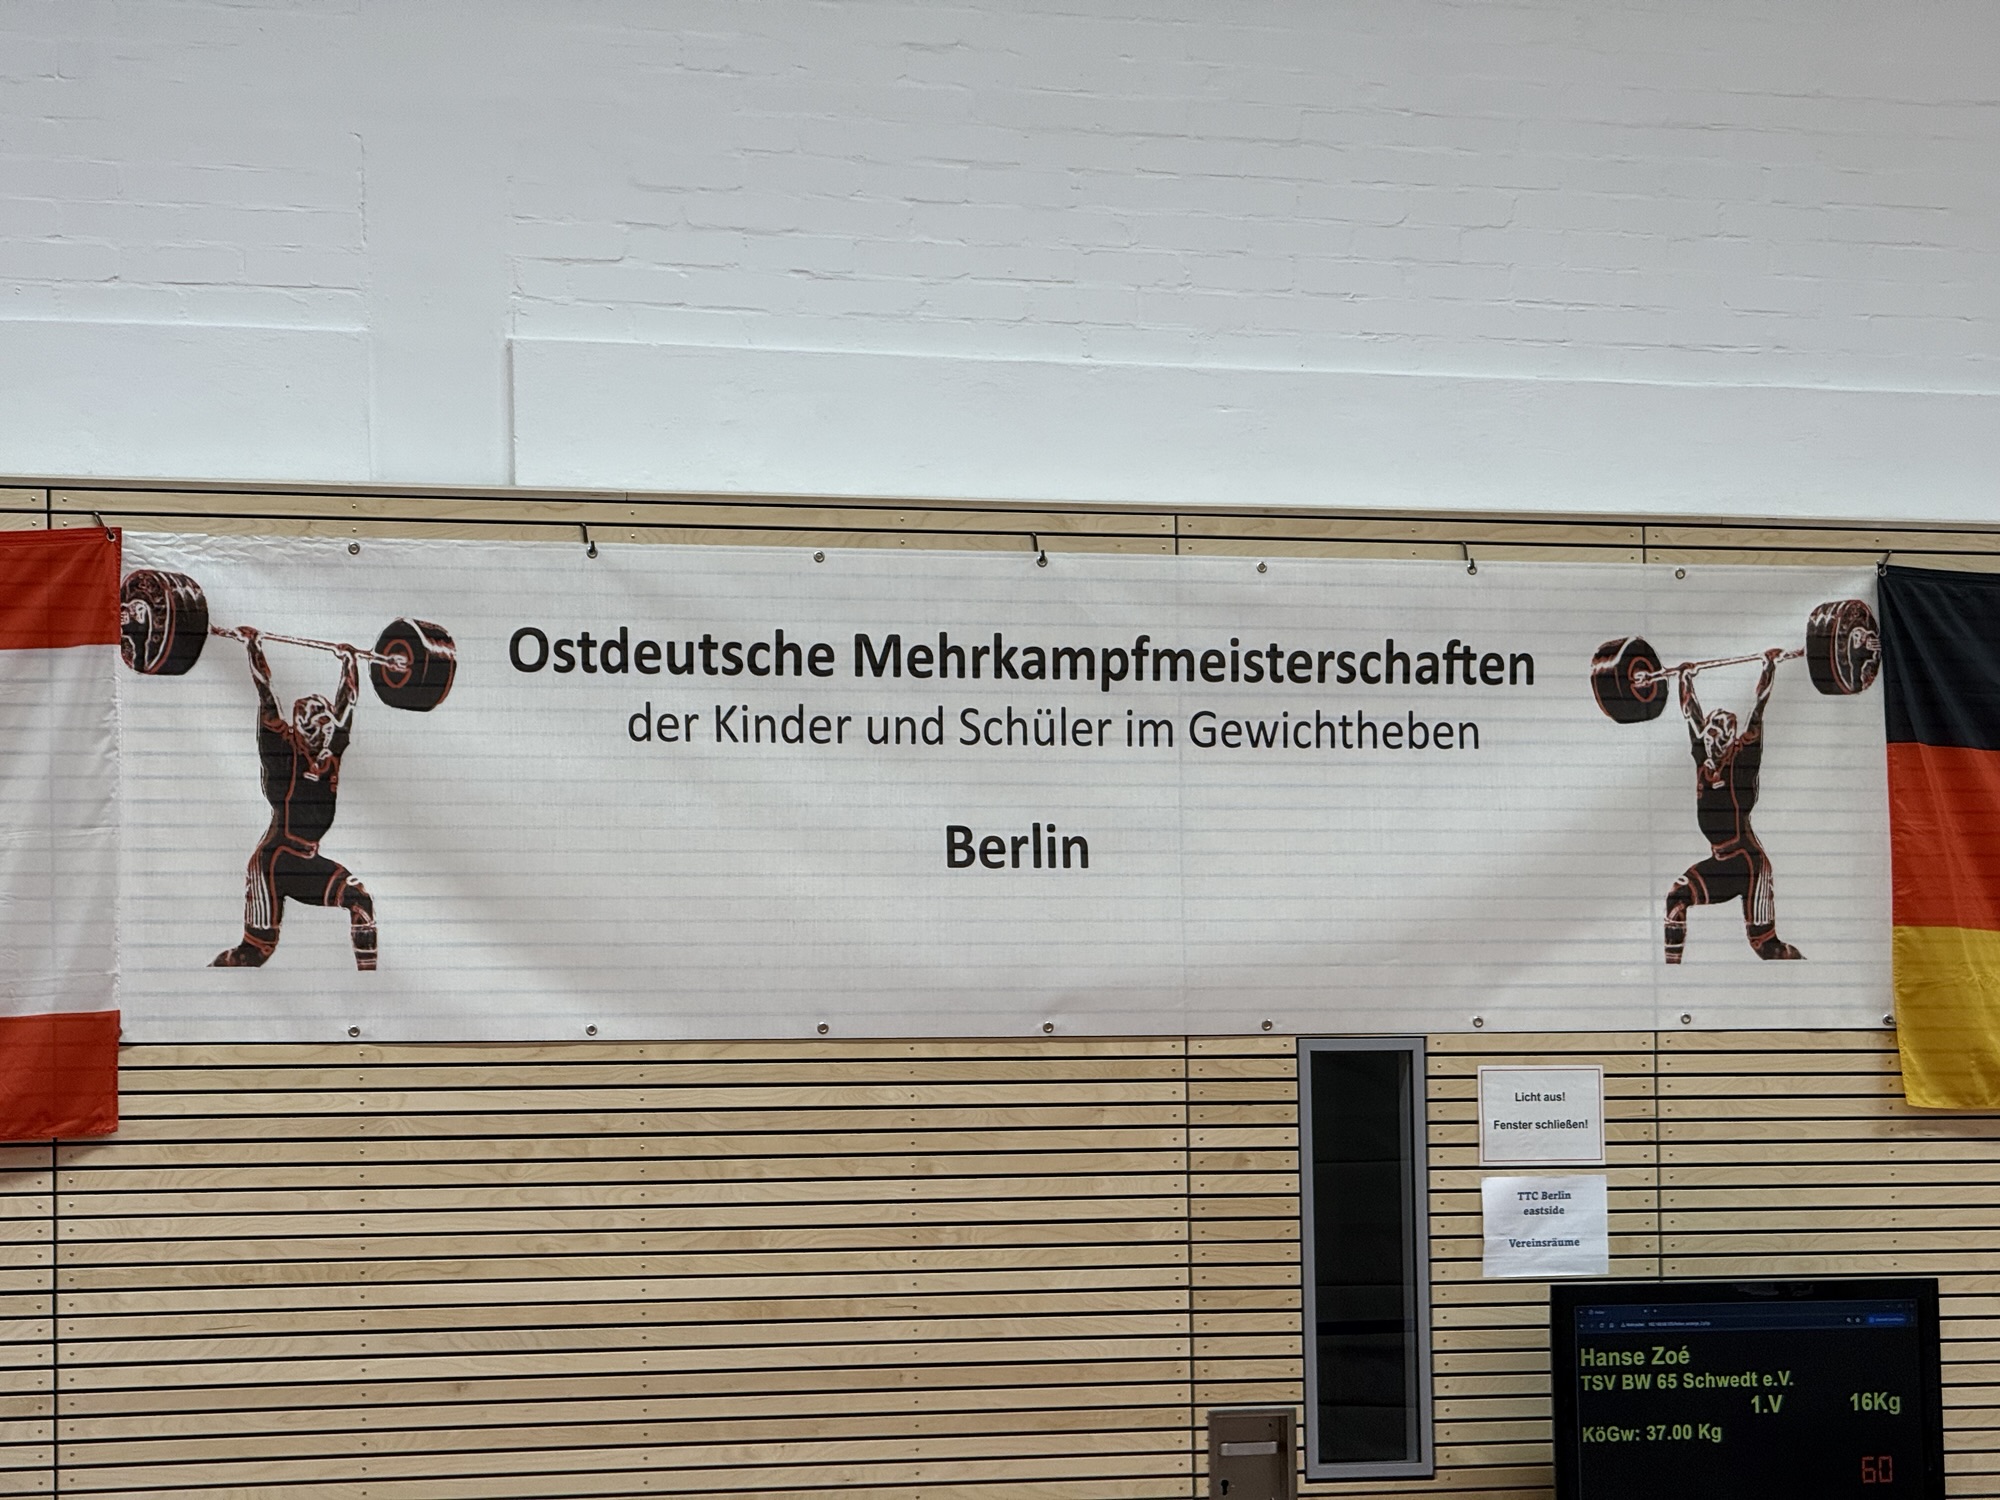 Ostdeutsche Mehrkampfmeisterschaften
der Kinder und Schüler im Gewichtheben
Berlin
Licht aus!
Fenster schließen!
TTC Berlin
eastside
Vereinsräume
Hanse Zoé
TSV BW 65 Schwedt e.V.
1.V 16Kg
KöGw: 37.00 Kg
60